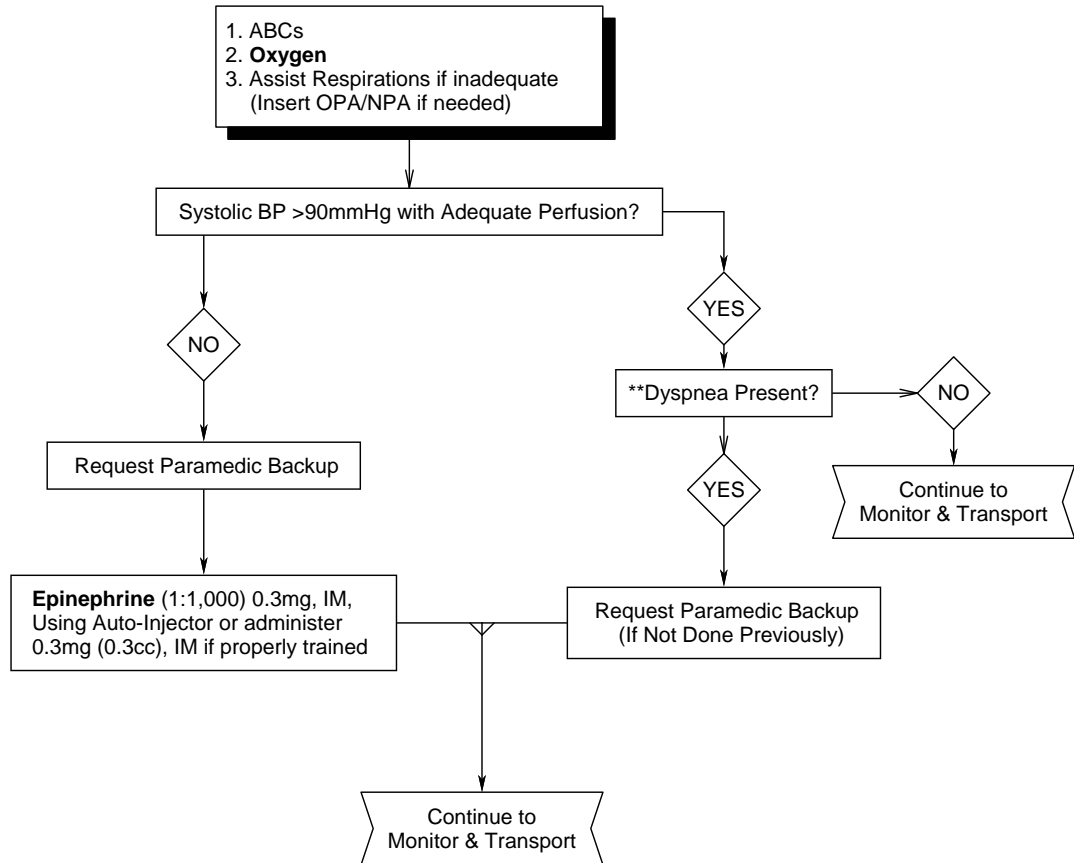 1. ABCs
2. Oxygen
3. Assist Respirations if inadequate
(Insert OPA/NPA if needed)
Systolic BP >90mmHg with Adequate Perfusion?
YES
NO
**Dyspnea Present?
NO
Request Paramedic Backup
YES
Continue to
Monitor & Transport
Epinephrine (1:1,000) 0.3mg, IM,
Using Auto-Injector or administer
0.3mg (0.3cc), IM if properly trained
Request Paramedic Backup
(If Not Done Previously)
Continue to
Monitor & Transport